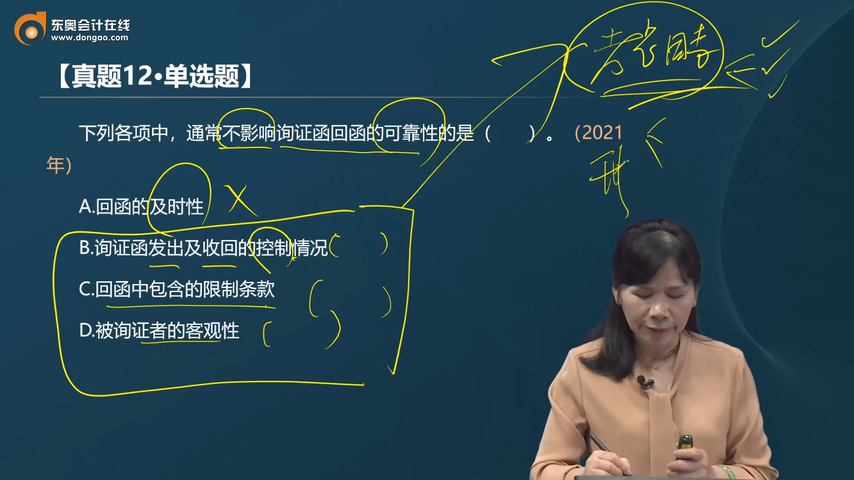 东奥会计在线
www.dongao.com
【真题12·单选题】
下列各项中，通常不影响询证函回函的可靠性的是（　　）。（2021
年）
A.回函的及时性
B.询证函发出及收回的控制情况
C.回函中包含的限制条款
D.被询证者的客观性